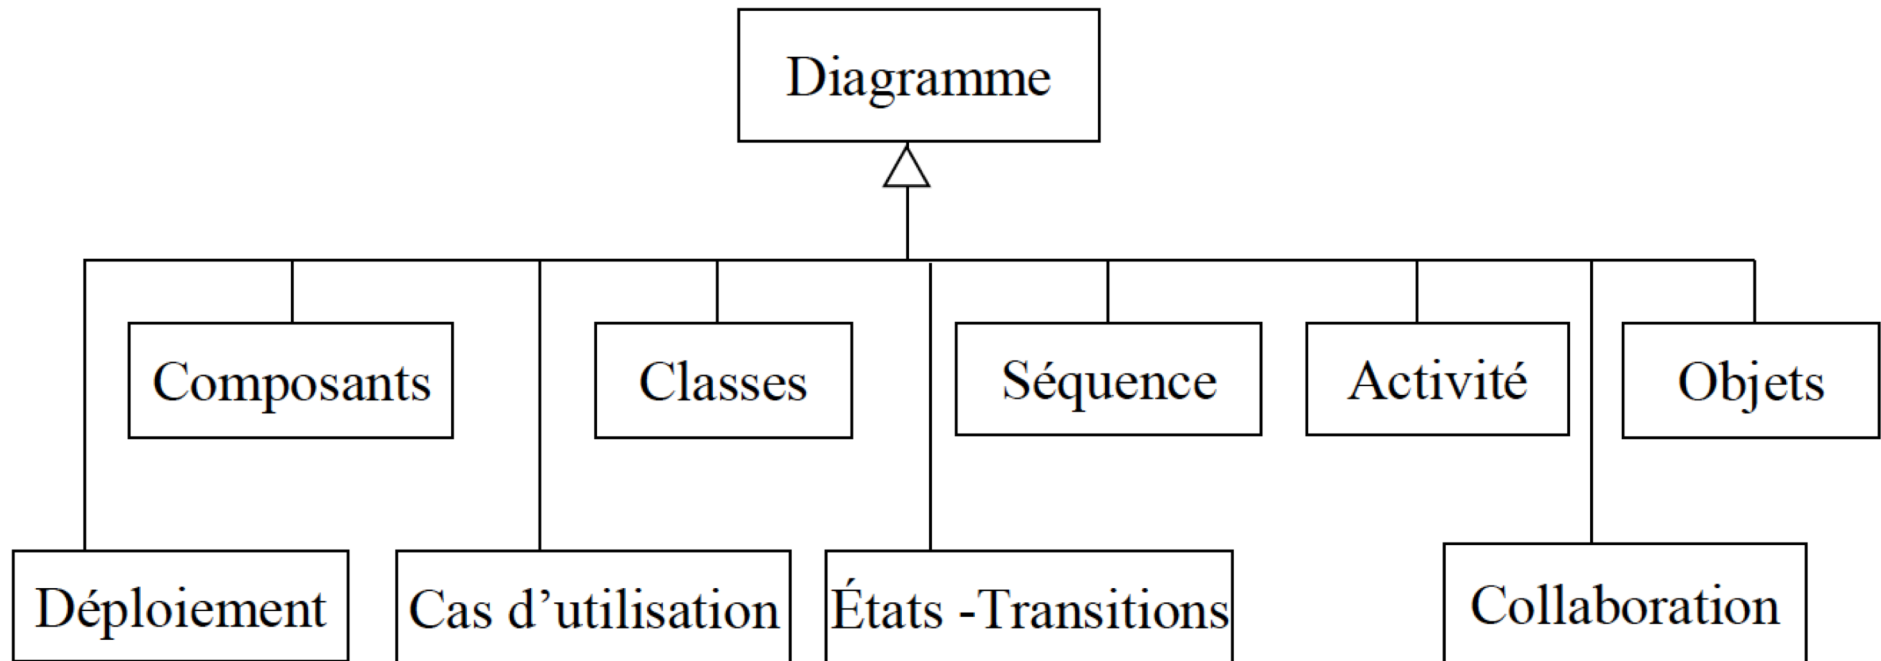 Diagramme
Composants
Classes
Séquence
Activité
Objets
Déploiement
Cas d’utilisation
États -Transitions
Collaboration